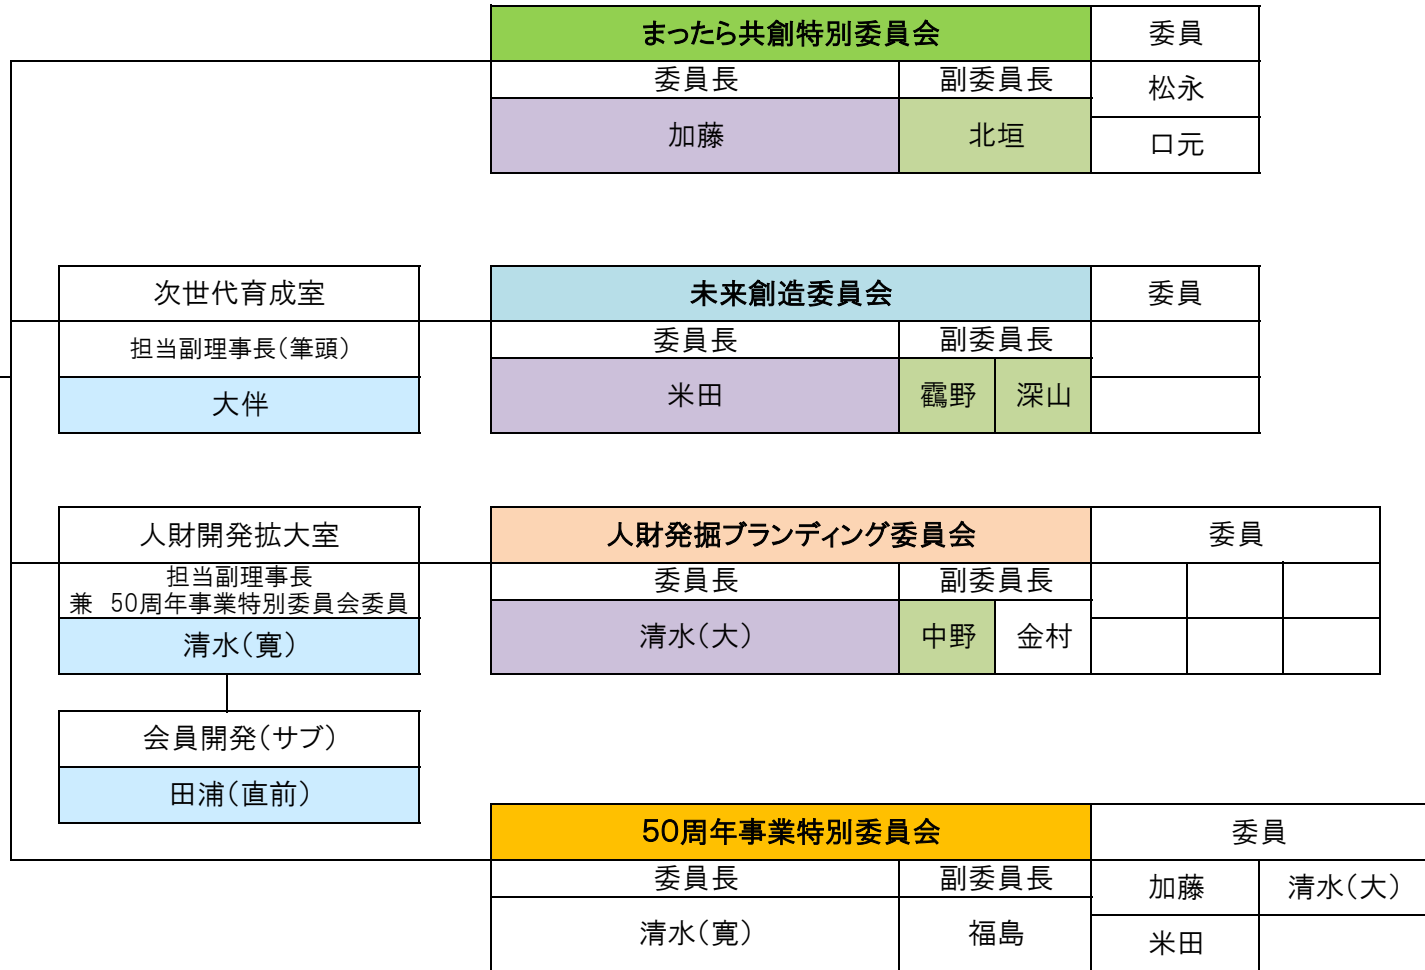 まったら共創特別委員会 委員
委員長 副委員長 松永
加藤 北垣 口元
次世代育成室 未来創造委員会 委員
担当副理事長(筆頭) 委員長 副委員長
大伴 米田 靍野 深山
人財開発拡大室 人財発掘ブランディング委員会 委員
担当副理事長 委員長 副委員長
兼 50周年事業特別委員会委員
清水(寛) 清水(大) 中野 金村
会員開発(サブ)
田浦(直前)
50周年事業特別委員会 委員
委員長 副委員長 加藤 清水(大)
清水(寛) 福島 米田